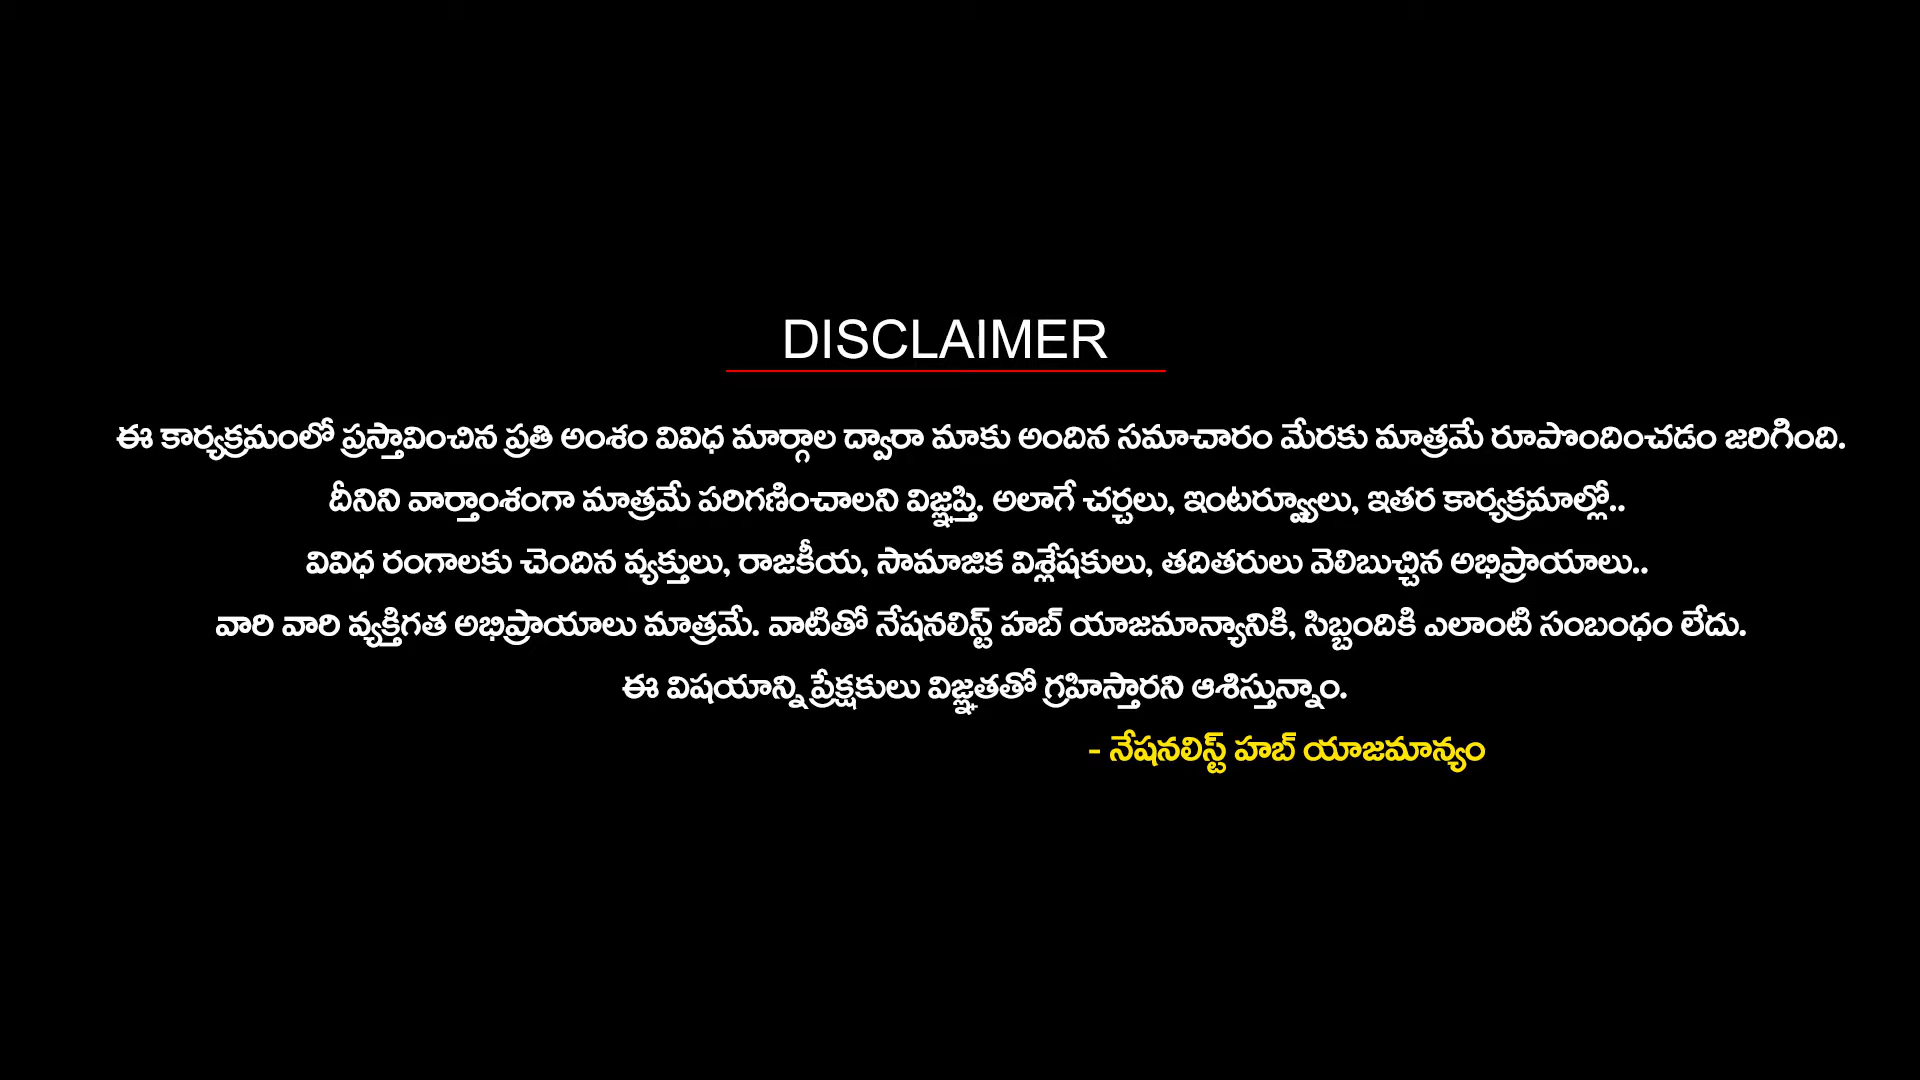 DISCLAIMER
ఈ కార్యక్రమంలో ప్రస్తావించిన ప్రతి అంశం వివిధ మార్గాల ద్వారా మాకు అందిన సమాచారం మేరకు మాత్రమే రూపొందించడం జరిగింది.
దీనిని వార్తాంశంగా మాత్రమే పరిగణించాలని విజ్ఞప్తి. అలాగే చర్చలు, ఇంటర్వ్యూలు, ఇతర కార్యక్రమాల్లో..
వివిధ రంగాలకు చెందిన వ్యక్తులు, రాజకీయ, సామాజిక విశ్లేషకులు, తదితరులు వెలిబుచ్చిన అభిప్రాయాలు..
వారి వారి వ్యక్తిగత అభిప్రాయాలు మాత్రమే. వాటితో నేషనలిస్ట్ హబ్ యాజమాన్యానికి, సిబ్బందికి ఎలాంటి సంబంధం లేదు.
ఈ విషయాన్ని ప్రేక్షకులు విజ్ఞతతో గ్రహిస్తారని ఆశిస్తున్నాం.
- నేషనలిస్ట్ హబ్ యాజమాన్యం